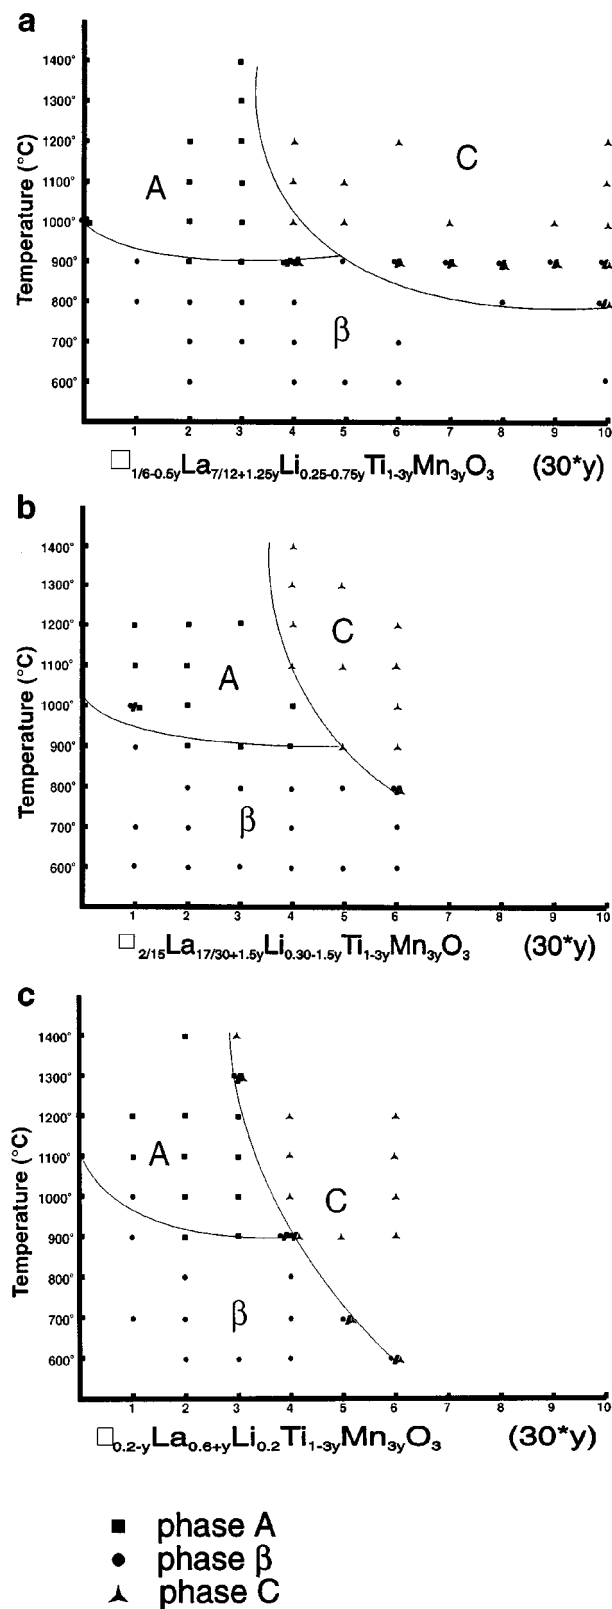 a
Temperature (°C)
1400°
1300°
1200°
1100°
1000°
900°
800°
700°
600°
A
C
β
1 2 3 4 5 6 7 8 9 10
□1/6-0.5yLa7/12+1.25yLi0.25-0.75yTi1-3yMn3yO3 (30*y)
b
Temperature (°C)
1400°
1300°
1200°
1100°
1000°
900°
800°
700°
600°
A
C
β
1 2 3 4 5 6 7 8 9 10
□2/15La17/30+1.5yLi0.30-1.5yTi1-3yMn3yO3 (30*y)
c
Temperature (°C)
1400°
1300°
1200°
1100°
1000°
900°
800°
700°
600°
A
C
β
1 2 3 4 5 6 7 8 9 10
□0.2-yLa0.6+yLi0.2Ti1-3yMn3yO3 (30*y)
phase A
phase β
phase C